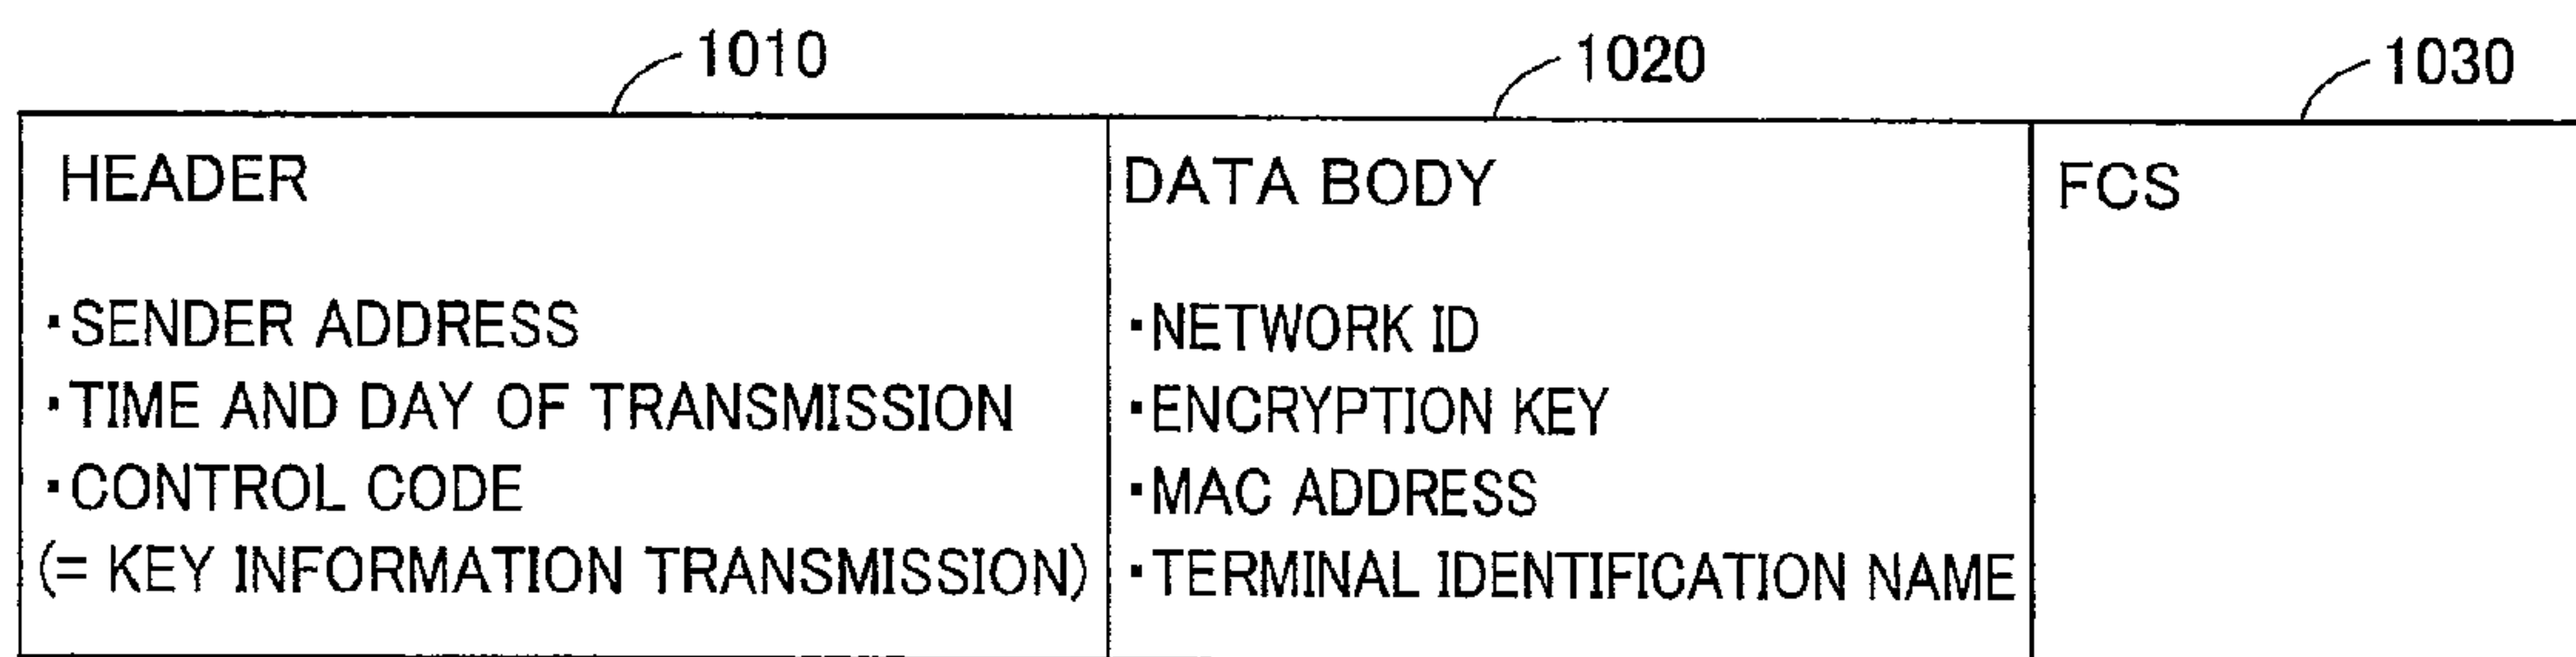 1010
1020
1030
HEADER
・SENDER ADDRESS
・TIME AND DAY OF TRANSMISSION
・CONTROL CODE
(= KEY INFORMATION TRANSMISSION)
DATA BODY
・NETWORK ID
・ENCRYPTION KEY
・MAC ADDRESS
・TERMINAL IDENTIFICATION NAME
FCS